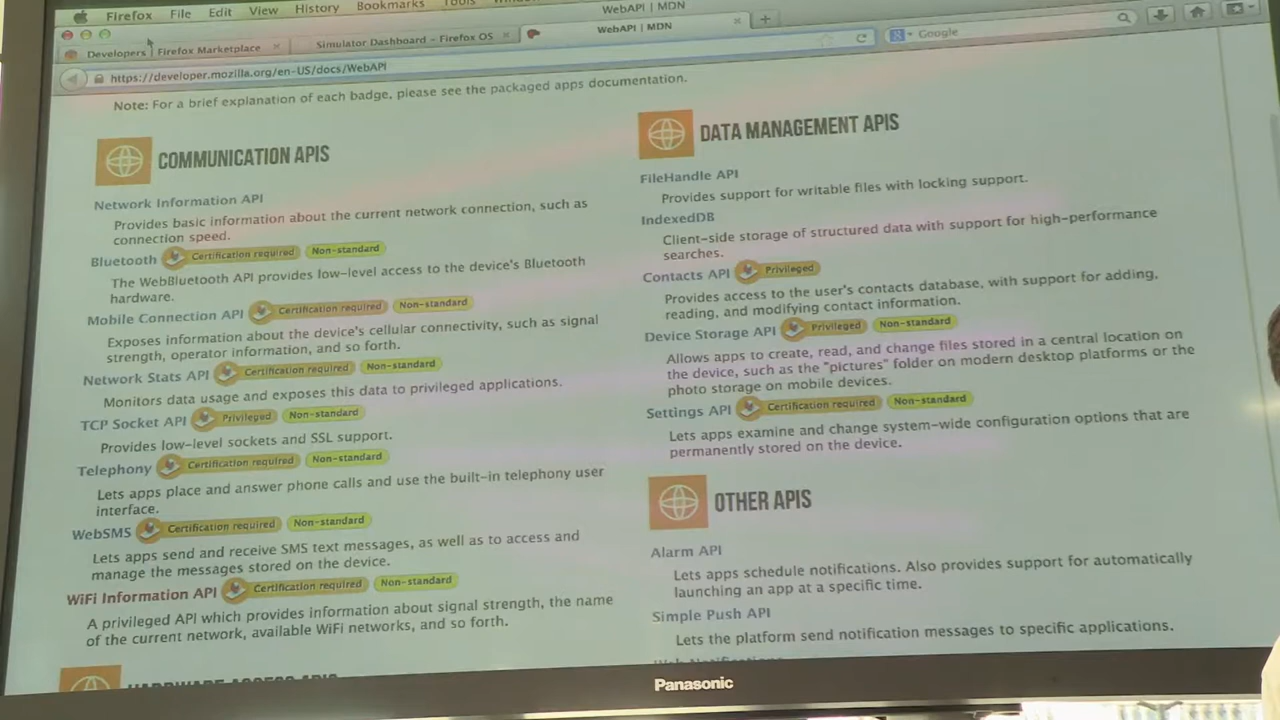 Firefox File Edit View History Bookmarks Tools
WebAPI | MDN
Developers | Firefox Marketplace
Simulator Dashboard – Firefox OS
WebAPI | MDN
https://developer.mozilla.org/en-US/docs/WebAPI
Google
Note: For a brief explanation of each badge, please see the packaged apps documentation.
COMMUNICATION APIS
Network Information API
Provides basic information about the current network connection, such as
connection speed.
Bluetooth Certification required Non-standard
The WebBluetooth API provides low-level access to the device's Bluetooth
hardware.
Mobile Connection API Certification required Non-standard
Exposes information about the device's cellular connectivity, such as signal
strength, operator information, and so forth.
Network Stats API Certification required Non-standard
Monitors data usage and exposes this data to privileged applications.
TCP Socket API Privileged Non-standard
Provides low-level sockets and SSL support.
Telephony Certification required Non-standard
Lets apps place and answer phone calls and use the built-in telephony user
interface.
WebSMS Certification required Non-standard
Lets apps send and receive SMS text messages, as well as to access and
manage the messages stored on the device.
WiFi Information API Certification required Non-standard
A privileged API which provides information about signal strength, the name
of the current network, available WiFi networks, and so forth.
HARDWARE ACCESS APIS
DATA MANAGEMENT APIS
FileHandle API
Provides support for writable files with locking support.
IndexedDB
Client-side storage of structured data with support for high-performance
searches.
Contacts API Privileged
Provides access to the user's contacts database, with support for adding,
reading, and modifying contact information.
Device Storage API Privileged Non-standard
Allows apps to create, read, and change files stored in a central location on
the device, such as the "pictures" folder on modern desktop platforms or the
photo storage on mobile devices.
Settings API Certification required Non-standard
Lets apps examine and change system-wide configuration options that are
permanently stored on the device.
OTHER APIS
Alarm API
Lets apps schedule notifications. Also provides support for automatically
launching an app at a specific time.
Simple Push API
Lets the platform send notification messages to specific applications.
Web Notifications
Panasonic